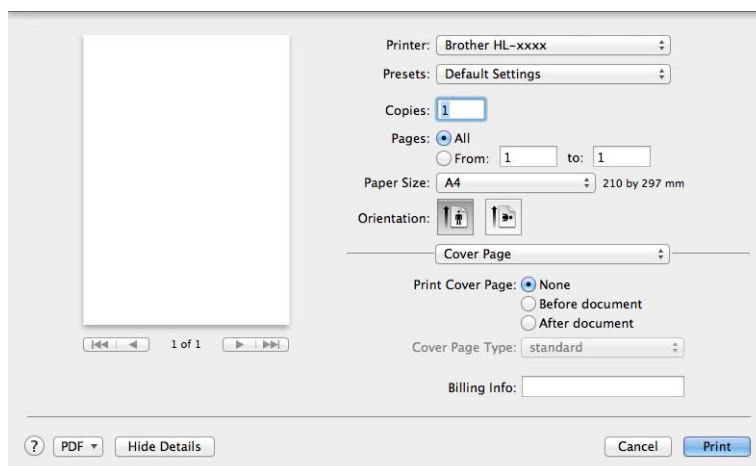 Printer: Brother HL-xxxx
Presets: Default Settings
Copies: 1
Pages: All
From: 1 to: 1
Paper Size: A4 210 by 297 mm
Orientation:
Cover Page
Print Cover Page: None
Before document
After document
Cover Page Type: standard
Billing Info:
1 of 1
? PDF Hide Details Cancel Print